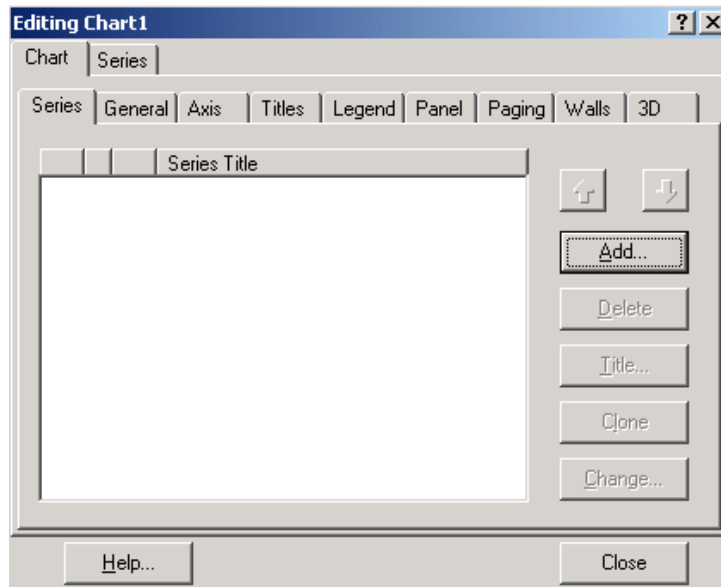 Editing Chart1
Chart Series
Series General Axis Titles Legend Panel Paging Walls 3D
Series Title
Add...
Delete
Title...
Clone
Change...
Help... Close